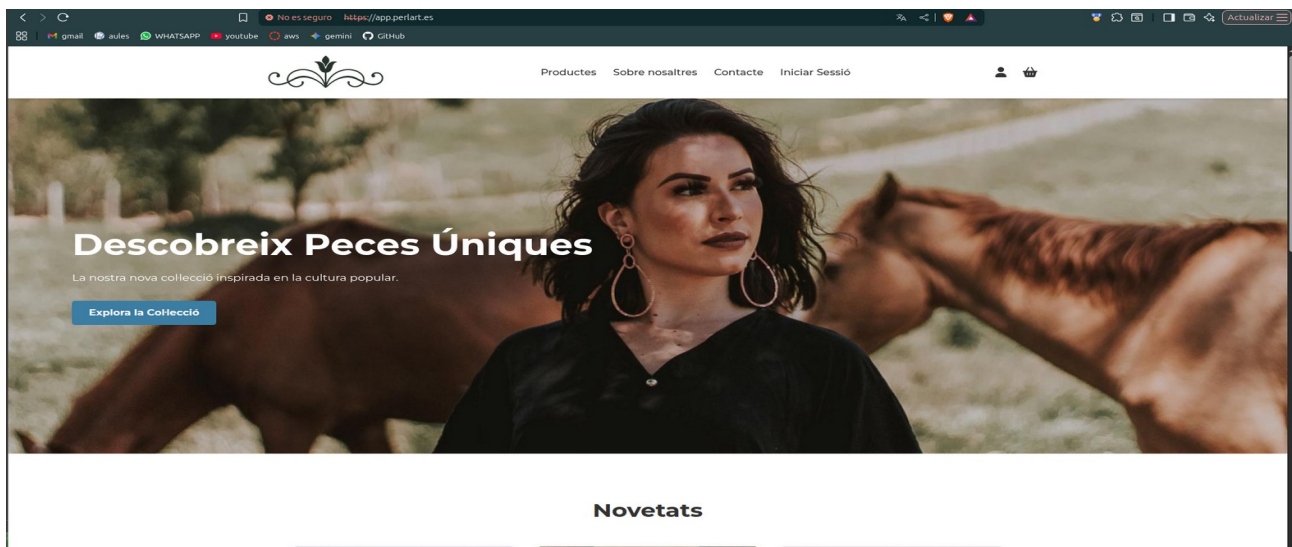 No es seguro https://app.perlart.es
Actualizar
gmail aules WHATSAPP youtube aws gemini GitHub
Productes Sobre nosaltres Contacte Iniciar Sessió
Descobreix Peces Úniques
La nostra nova col·lecció inspirada en la cultura popular.
Explora la Col·lecció
Novetats